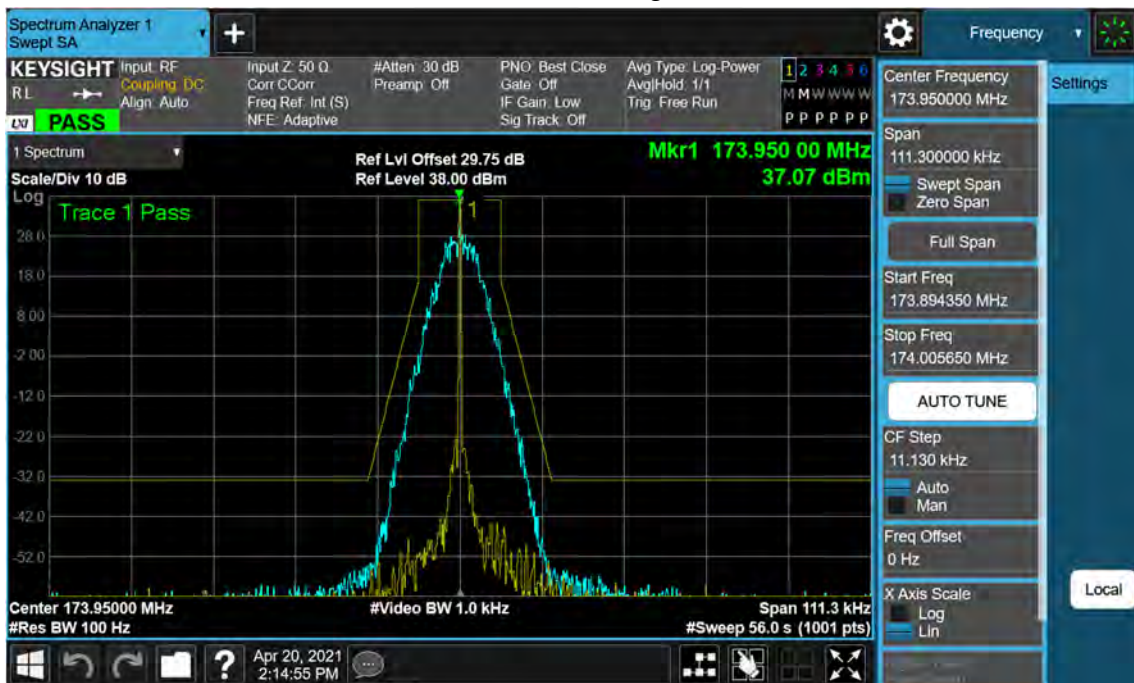 Spectrum Analyzer 1
Swept SA
+
Frequency
KEYSIGHT
RL
LXI PASS
Input: RF
Coupling: DC
Align: Auto
Input Z: 50 Ω
Corr CCorr
Freq Ref: Int (S)
NFE: Adaptive
#Atten: 30 dB
Preamp: Off
PNO: Best Close
Gate: Off
IF Gain: Low
Sig Track: Off
Avg Type: Log-Power
Avg|Hold: 1/1
Trig: Free Run
1 2 3 4 5 6
M M W W W W
P P P P P P
1 Spectrum
Scale/Div 10 dB
Ref Lvl Offset 29.75 dB
Ref Level 38.00 dBm
Mkr1 173.950 00 MHz
37.07 dBm
Log
Trace 1 Pass
1
28.0
18.0
8.00
-2.00
-12.0
-22.0
-32.0
-42.0
-52.0
Center 173.95000 MHz
#Video BW 1.0 kHz
Span 111.3 kHz
#Res BW 100 Hz
#Sweep 56.0 s (1001 pts)
Center Frequency
173.950000 MHz
Settings
Span
111.300000 kHz
Swept Span
Zero Span
Full Span
Start Freq
173.894350 MHz
Stop Freq
174.005650 MHz
AUTO TUNE
CF Step
11.130 kHz
Auto
Man
Freq Offset
0 Hz
X Axis Scale
Log
Lin
Local
?
Apr 20, 2021
2:14:55 PM